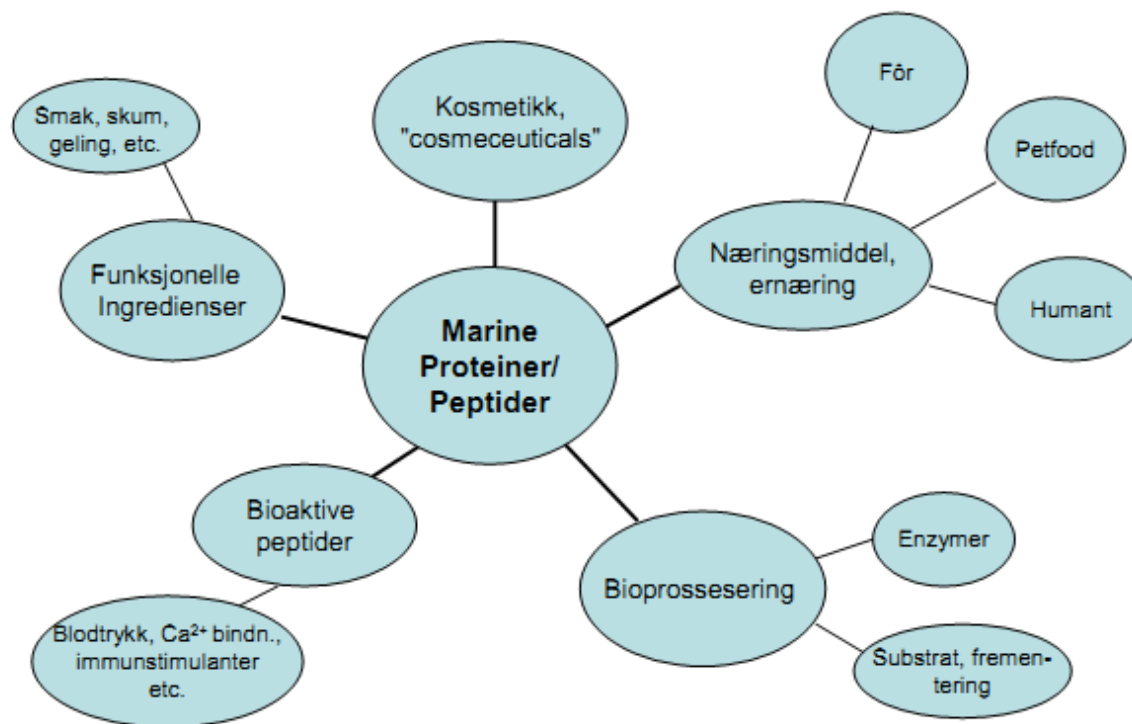 Kosmetikk,
"cosmeceuticals"
Fôr
Smak, skum,
geling, etc.
Petfood
Næringsmiddel,
ernæring
Funksjonelle
Ingredienser
Humant
Marine
Proteiner/
Peptider
Bioaktive
peptider
Enzymer
Bioprossesering
Blodtrykk, Ca²⁺ bindn.,
immunstimulanter
etc.
Substrat, fremen-
tering